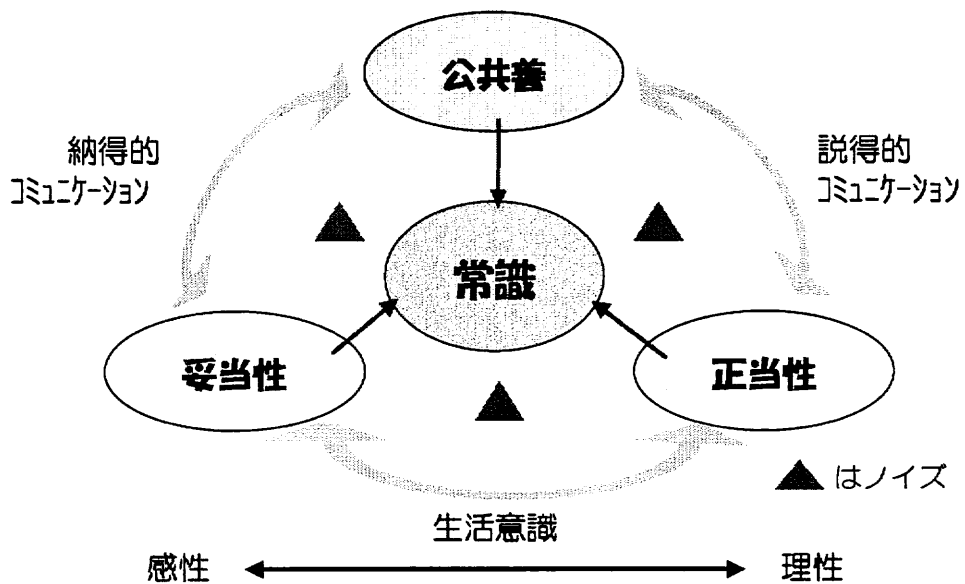 公共善
納得的
コミュニケーション
説得的
コミュニケーション
常識
妥当性
正当性
▲はノイズ
生活意識
感性
理性